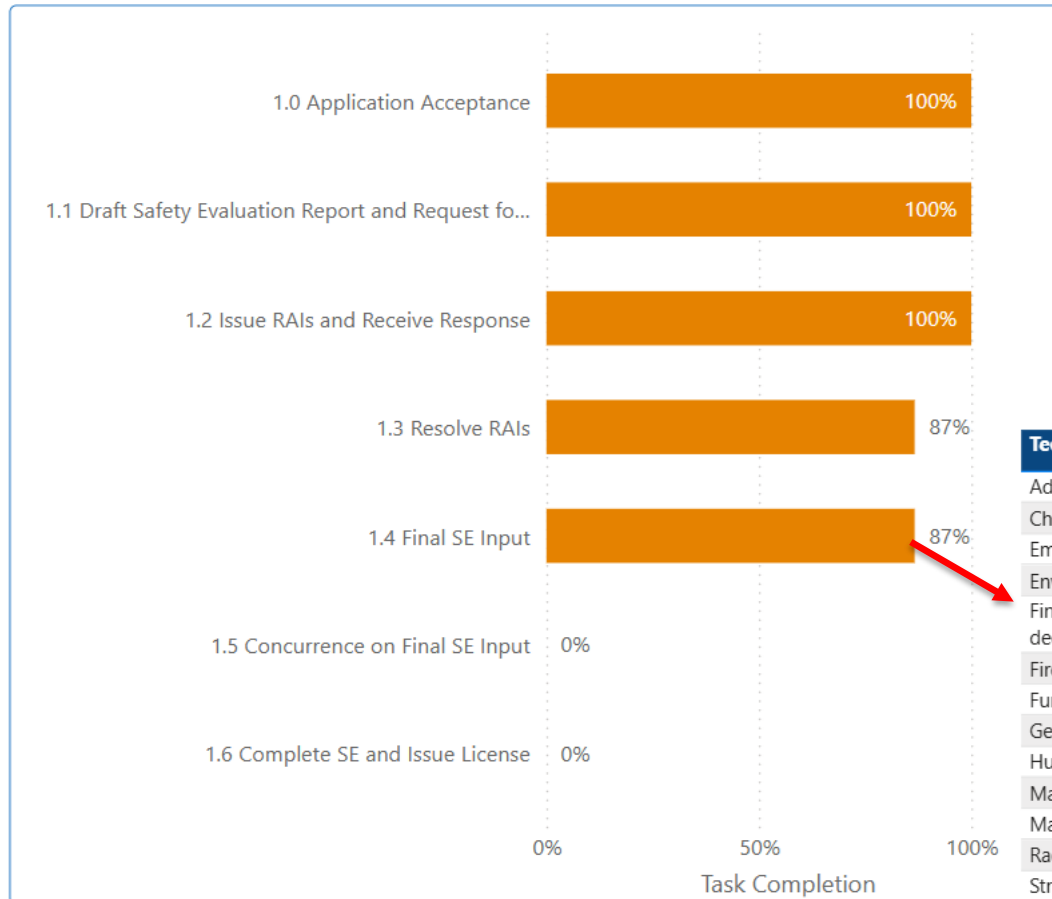 1.0 Application Acceptance 100%
1.1 Draft Safety Evaluation Report and Request fo... 100%
1.2 Issue RAIs and Receive Response 100%
1.3 Resolve RAIs 87%
1.4 Final SE Input 87%
1.5 Concurrence on Final SE Input 0%
1.6 Complete SE and Issue License 0%
0% 50% 100%
Task Completion